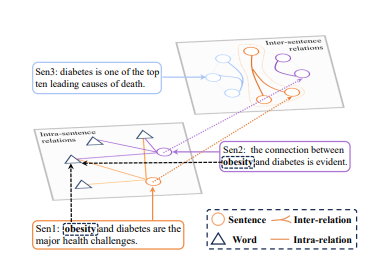 Inter-sentence
relations
Sen3: diabetes is one of the top
ten leading causes of death.
Intra-sentence
relations
Sen2: the connection between
obesity and diabetes is evident.
Sen1: obesity and diabetes are the
major health challenges.
Sentence Inter-relation
Word Intra-relation